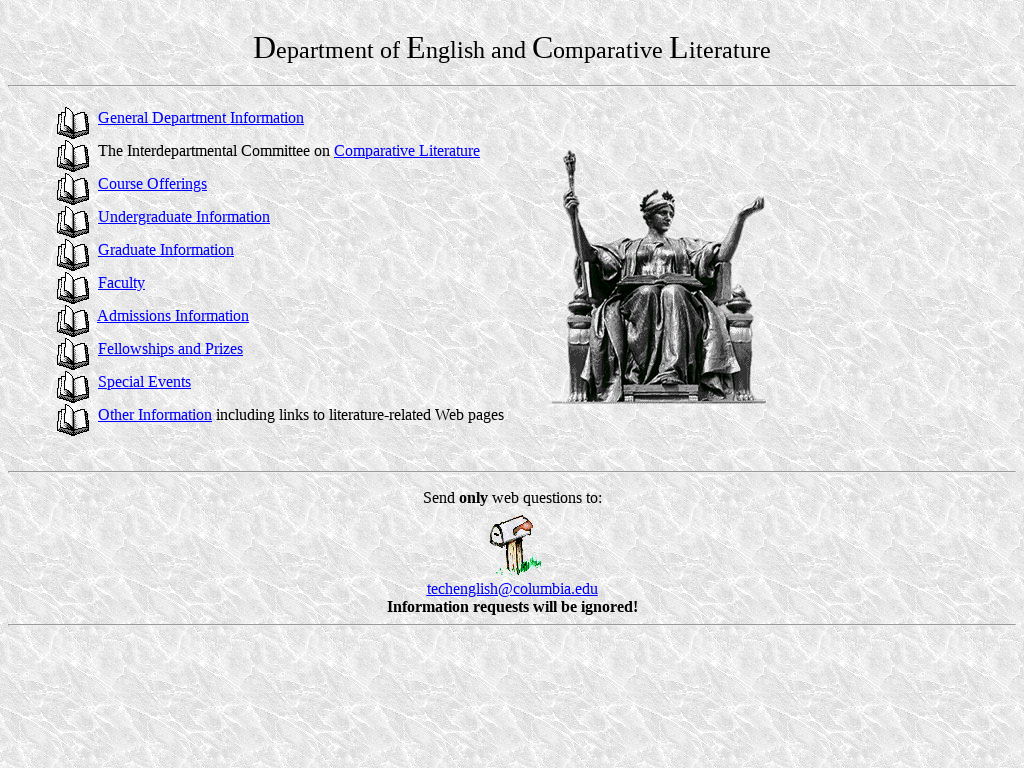 Department of English and Comparative Literature
General Department Information
The Interdepartmental Committee on Comparative Literature
Course Offerings
Undergraduate Information
Graduate Information
Faculty
Admissions Information
Fellowships and Prizes
Special Events
Other Information including links to literature-related Web pages
Send only web questions to:
techenglish@columbia.edu
Information requests will be ignored!